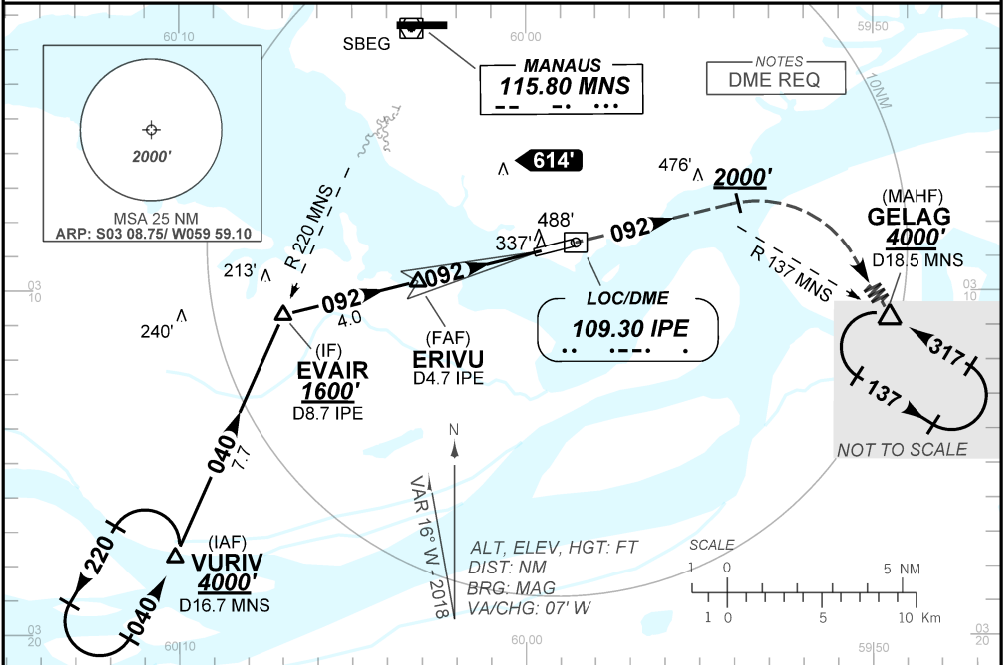 60 10
60 00
59 50
SBEG
MANAUS
115.80 MNS
NOTES
DME REQ
10NM
2000'
MSA 25 NM
ARP: S03 08.75/ W059 59.10
614'
476'
2000'
(MAHF)
GELAG
4000'
D18.5 MNS
R 220 MNS
488'
337'
092
R 137 MNS
213'
092
092
4.0
03
10
03
10
LOC/DME
109.30 IPE
240'
(IF)
EVAIR
1600'
D8.7 IPE
(FAF)
ERIVU
D4.7 IPE
317
137
NOT TO SCALE
040
7.7
N
VAR 16° W - 2018
220
(IAF)
VURIV
4000'
D16.7 MNS
040
ALT, ELEV, HGT: FT
DIST: NM
BRG: MAG
VA/CHG: 07' W
SCALE
1 0 5 NM
1 0 5 10 Km
03
20
03
20
60 10
60 00
59 50